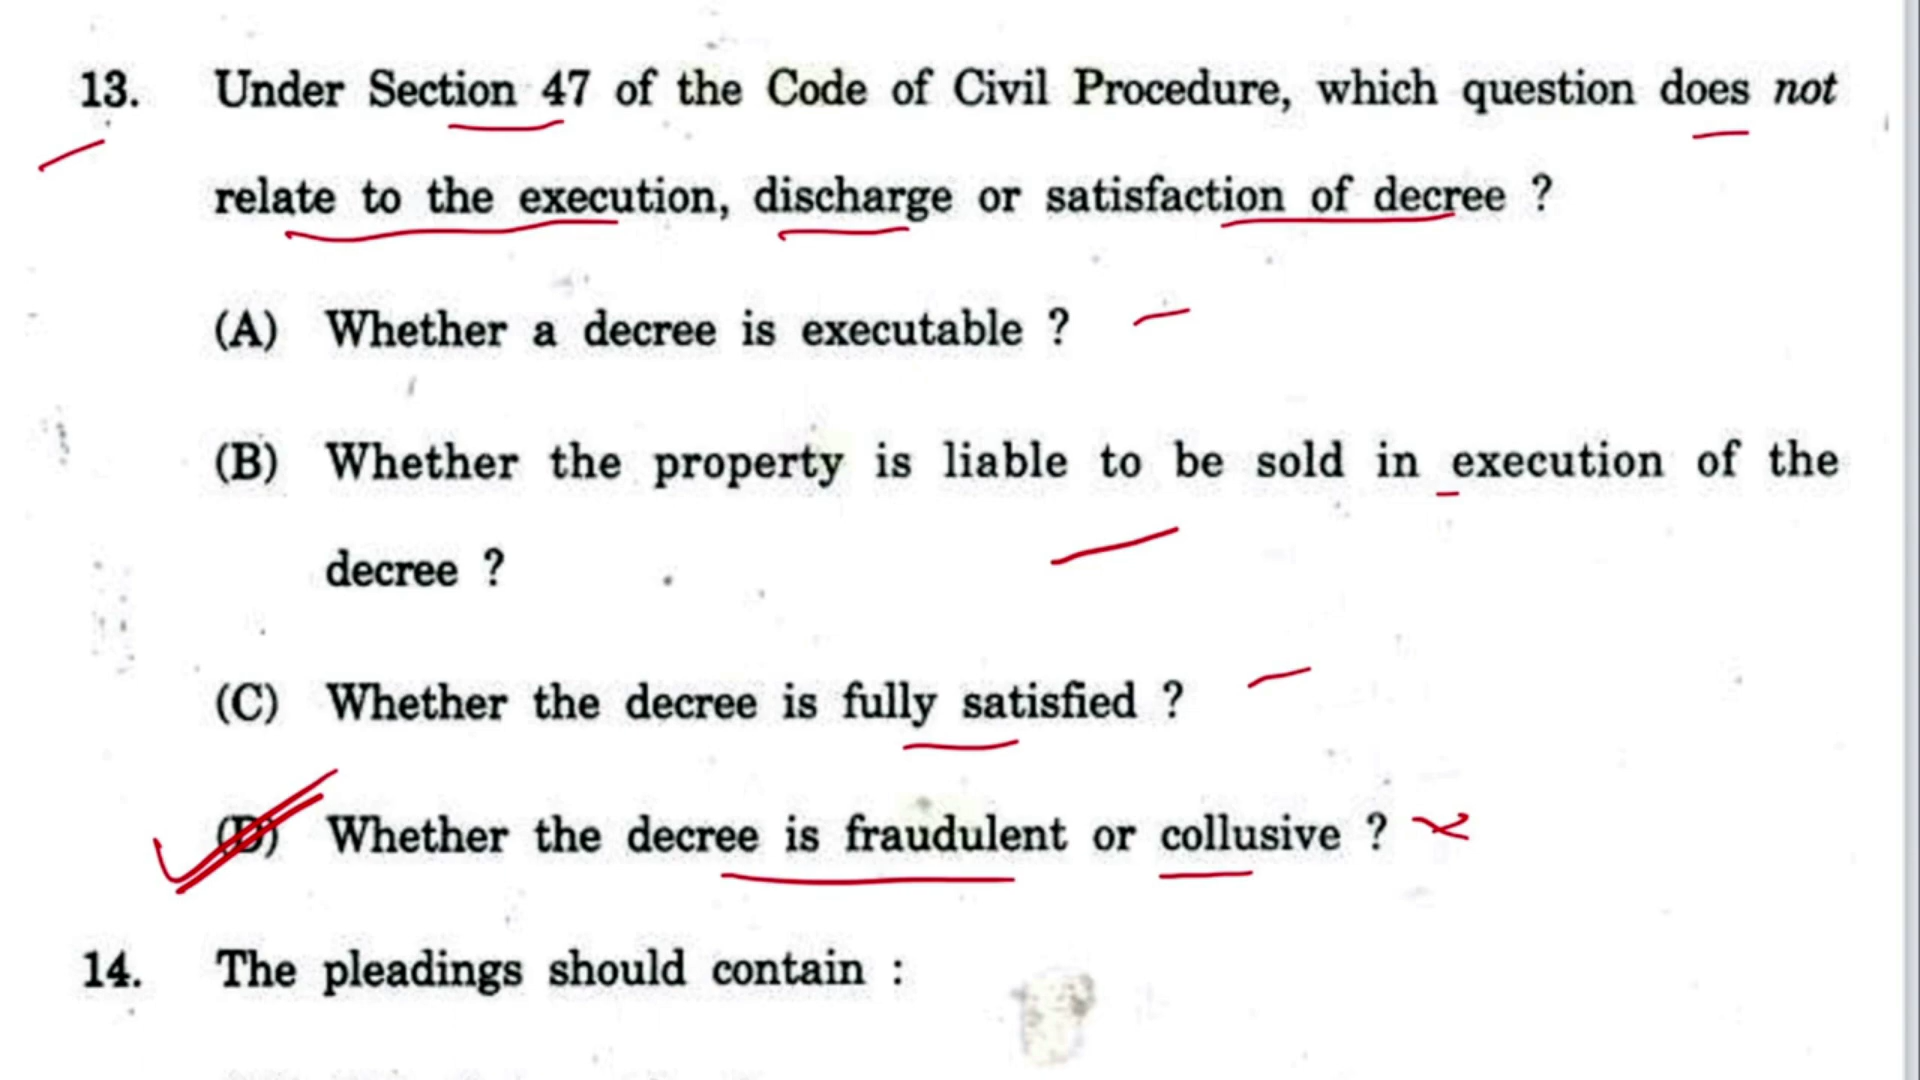 13. Under Section 47 of the Code of Civil Procedure, which question does not
relate to the execution, discharge or satisfaction of decree ?
(A) Whether a decree is executable ?
(B) Whether the property is liable to be sold in execution of the
decree ?
(C) Whether the decree is fully satisfied ?
(D) Whether the decree is fraudulent or collusive ?
14. The pleadings should contain :